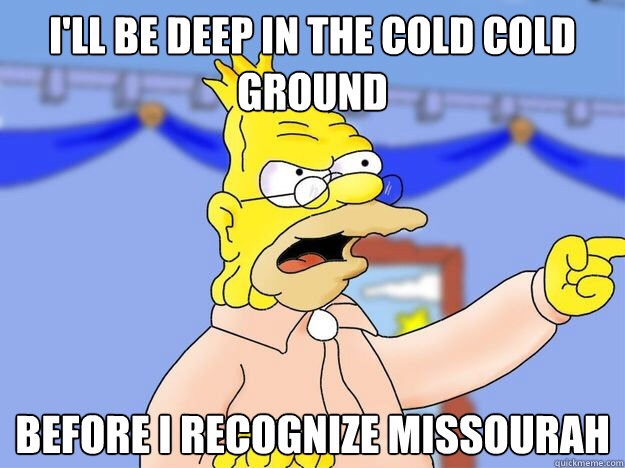 I'LL BE DEEP IN THE COLD COLD
GROUND
BEFORE I RECOGNIZE MISSOURAH
quickmeme.com